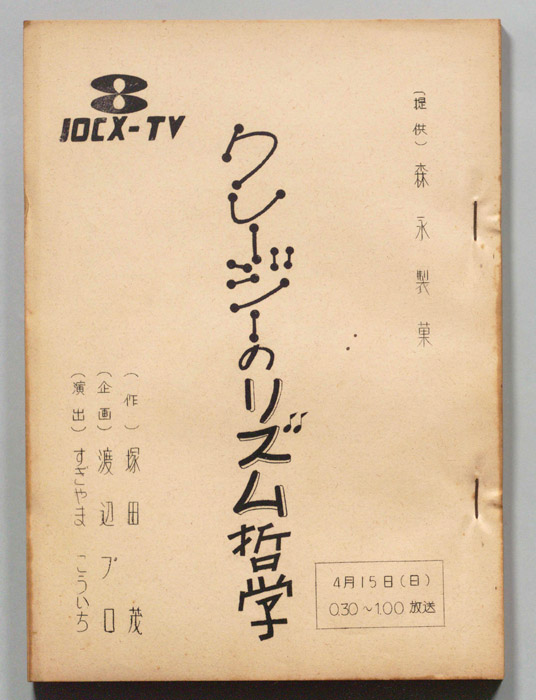 JOCX-TV
(提供) 森永製菓
クレージーのリズム哲学
(作) 塚田 茂
(企画) 渡辺プロ
(演出) すぎやま こういち
4月15日(日)
0.30~1.00 放送